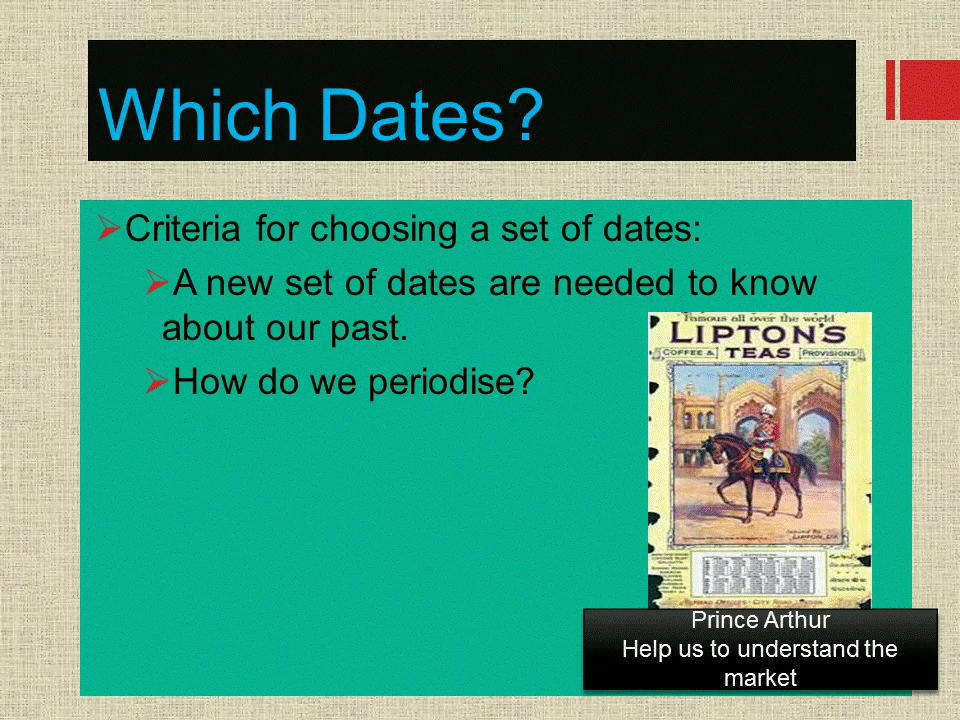 Which Dates?
Criteria for choosing a set of dates:
A new set of dates are needed to know
about our past.
How do we periodise?
Famous all over the world
LIPTON'S
COFFEE & TEAS PROVISIONS
Prince Arthur
Help us to understand the
market